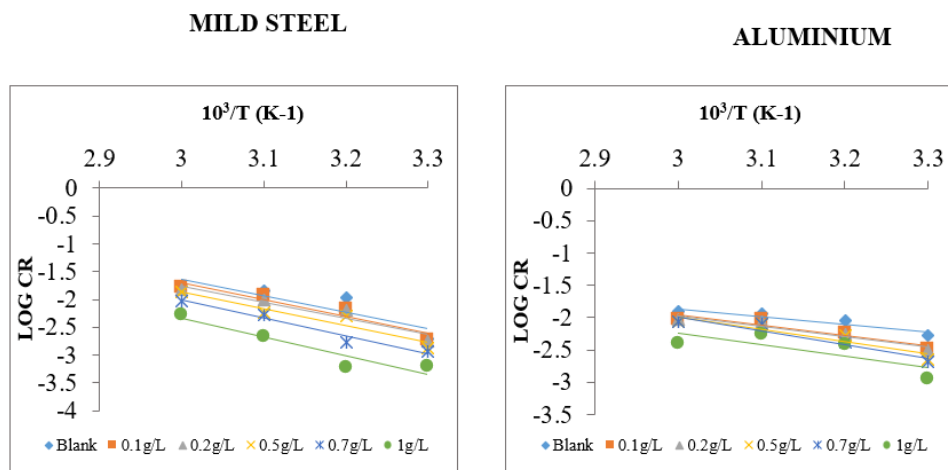 MILD STEEL
10³/T (K-1)
2.9 3 3.1 3.2 3.3
0
-0.5
-1
-1.5
-2
-2.5
-3
-3.5
-4
LOG CR
Blank 0.1g/L 0.2g/L 0.5g/L 0.7g/L 1g/L
ALUMINIUM
10³/T (K-1)
2.9 3 3.1 3.2 3.3
0
-0.5
-1
-1.5
-2
-2.5
-3
-3.5
LOG CR
Blank 0.1g/L 0.2g/L 0.5g/L 0.7g/L 1g/L